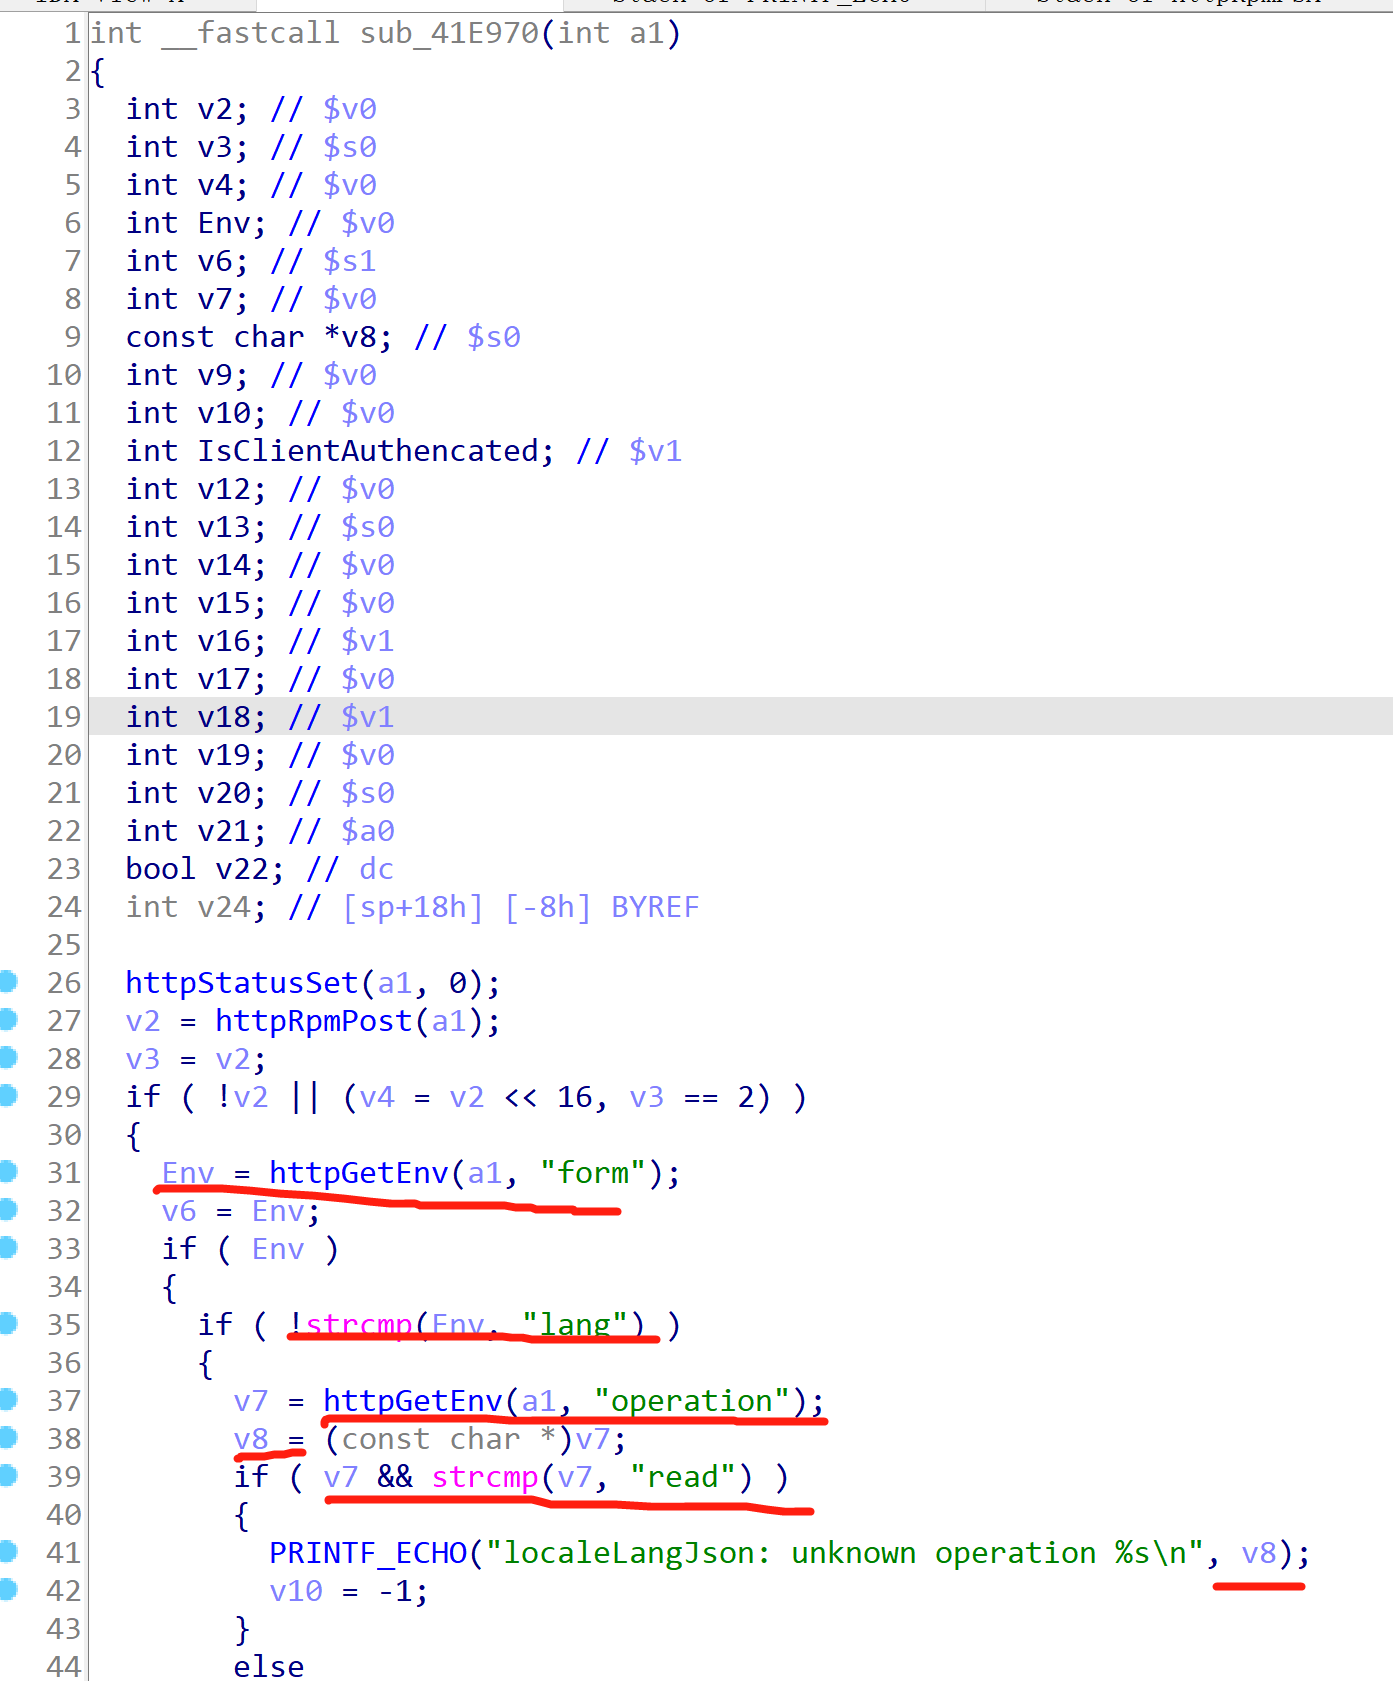 1 int __fastcall sub_41E970(int a1)
2 {
3 int v2; // $v0
4 int v3; // $s0
5 int v4; // $v0
6 int Env; // $v0
7 int v6; // $s1
8 int v7; // $v0
9 const char *v8; // $s0
10 int v9; // $v0
11 int v10; // $v0
12 int IsClientAuthencated; // $v1
13 int v12; // $v0
14 int v13; // $s0
15 int v14; // $v0
16 int v15; // $v0
17 int v16; // $v1
18 int v17; // $v0
19 int v18; // $v1
20 int v19; // $v0
21 int v20; // $s0
22 int v21; // $a0
23 bool v22; // dc
24 int v24; // [sp+18h] [-8h] BYREF
25
26 httpStatusSet(a1, 0);
27 v2 = httpRpmPost(a1);
28 v3 = v2;
29 if ( !v2 || (v4 = v2 << 16, v3 == 2) )
30 {
31 Env = httpGetEnv(a1, "form");
32 v6 = Env;
33 if ( Env )
34 {
35 if ( !strcmp(Env, "lang") )
36 {
37 v7 = httpGetEnv(a1, "operation");
38 v8 = (const char *)v7;
39 if ( v7 && strcmp(v7, "read") )
40 {
41 PRINTF_ECHO("localeLangJson: unknown operation %s\n", v8);
42 v10 = -1;
43 }
44 else